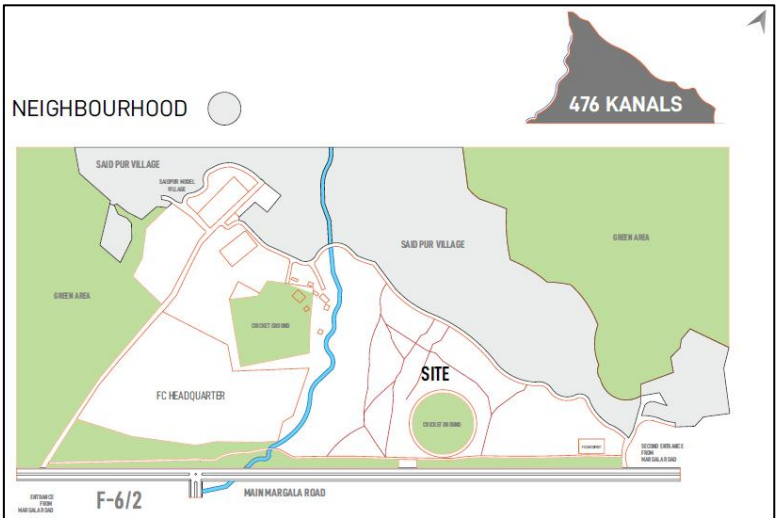 476 KANALS
NEIGHBOURHOOD
SAID PUR VILLAGE
SAIDPUR MODEL
VILLAGE
SAID PUR VILLAGE
GREEN AREA
GREEN AREA
CRICKET GROUND
SITE
FC HEADQUARTER
CRICKET GROUND
SECOND ENTRANCE
FROM
MARGALA ROAD
ENTRANCE
FROM
MARGALA ROAD
F-6/2
MAIN MARGALA ROAD